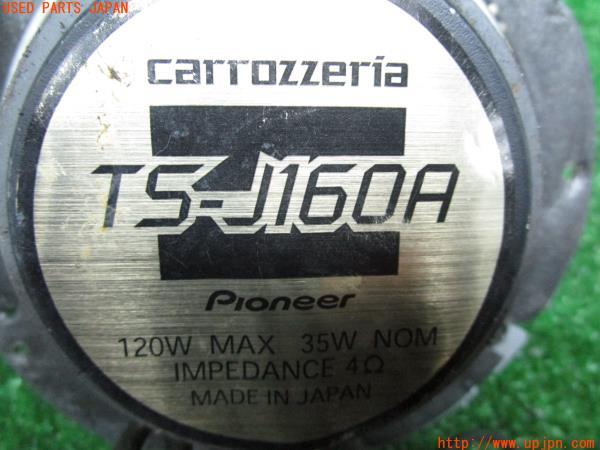 USED PARTS JAPAN
carrozzeria
TS-J160A
Pioneer
120W MAX 35W NOM
IMPEDANCE 4Ω
MADE IN JAPAN
http://www.upjpn.com/